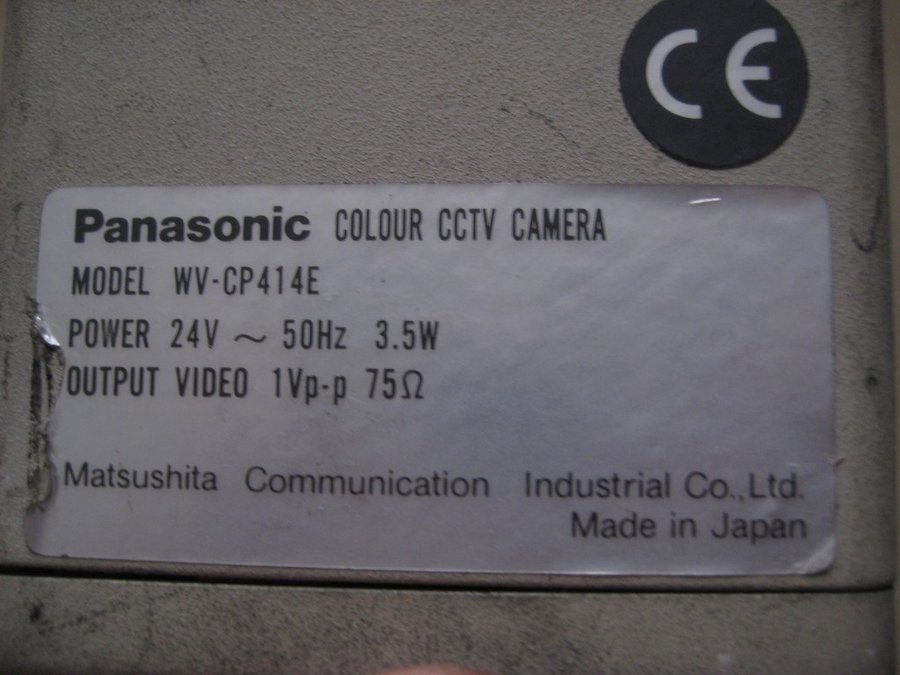 CE
Panasonic COLOUR CCTV CAMERA
MODEL WV-CP414E
POWER 24V ~ 50Hz 3.5W
OUTPUT VIDEO 1Vp-p 75Ω
Matsushita Communication Industrial Co.,Ltd.
Made in Japan